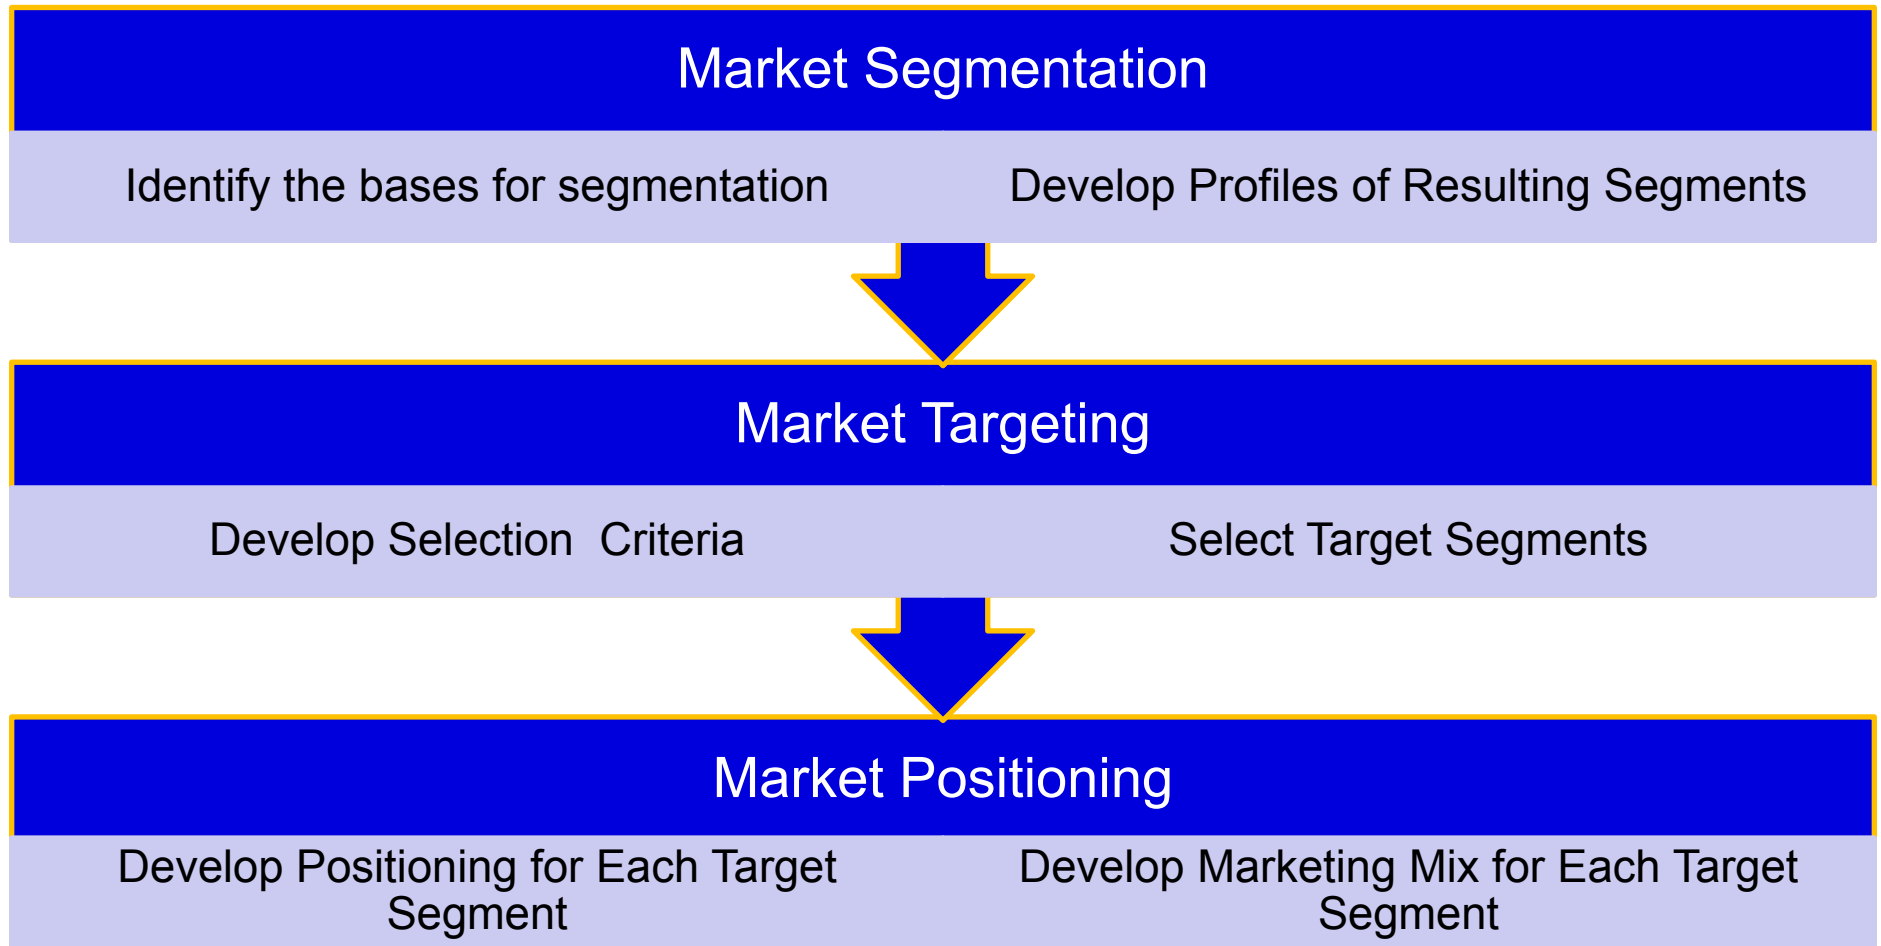 Market Segmentation
Identify the bases for segmentation
Develop Profiles of Resulting Segments
Market Targeting
Develop Selection  Criteria
Select Target Segments
Market Positioning
Develop Positioning for Each Target
Segment
Develop Marketing Mix for Each Target
Segment